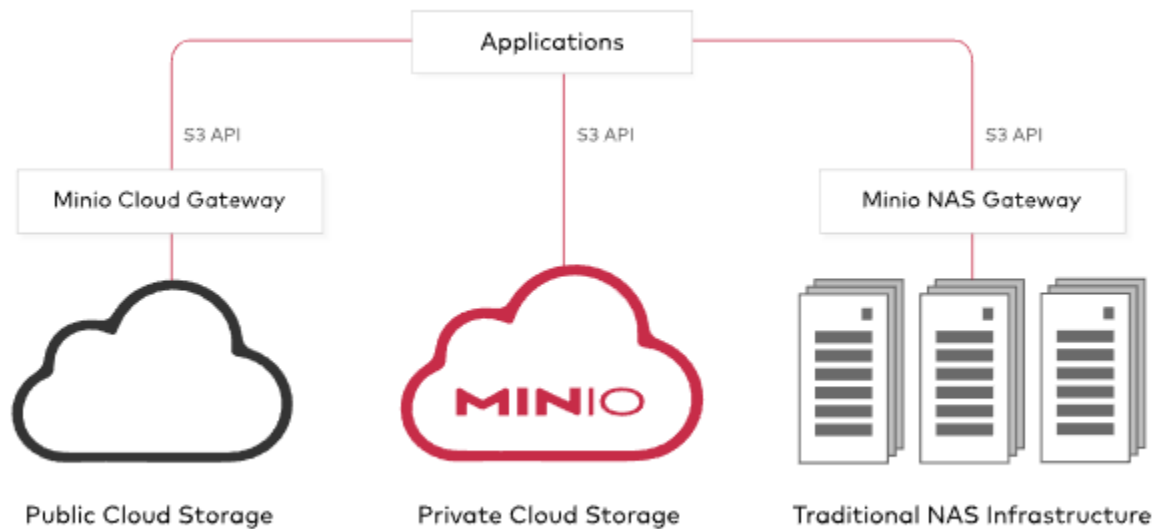 Applications
S3 API
S3 API
S3 API
Minio Cloud Gateway
Minio NAS Gateway
MINIO
Public Cloud Storage
Private Cloud Storage
Traditional NAS Infrastructure